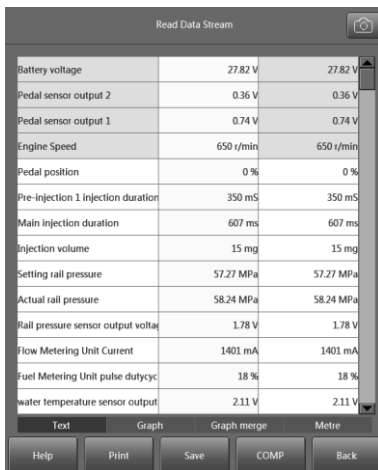 Read Data Stream
Battery voltage 27.82 V 27.82 V
Pedal sensor output 2 0.36 V 0.36 V
Pedal sensor output 1 0.74 V 0.74 V
Engine Speed 650 r/min 650 r/min
Pedal position 0 % 0 %
Pre-injection 1 injection duration 350 mS 350 mS
Main injection duration 607 ms 607 ms
Injection volume 15 mg 15 mg
Setting rail pressure 57.27 MPa 57.27 MPa
Actual rail pressure 58.24 MPa 58.24 MPa
Rail pressure sensor output voltag 1.78 V 1.78 V
Flow Metering Unit Current 1401 mA 1401 mA
Fuel Metering Unit pulse dutycyc 18 % 18 %
water temperature sensor output 2.11 V 2.11 V
Text Graph Graph merge Metre
Help Print Save COMP Back